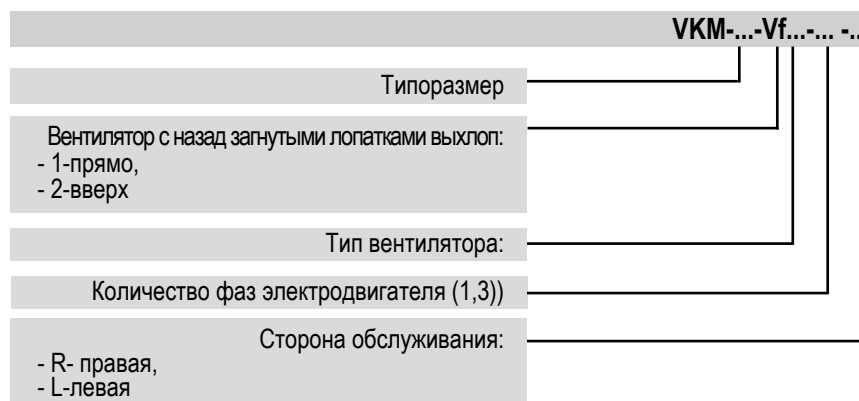 VKM-...-Vf...-... -..
Типоразмер
Вентилятор с назад загнутыми лопатками выхлоп:
- 1-прямо,
- 2-вверх
Тип вентилятора:
Количество фаз электродвигателя (1,3))
Сторона обслуживания:
- R- правая,
- L-левая